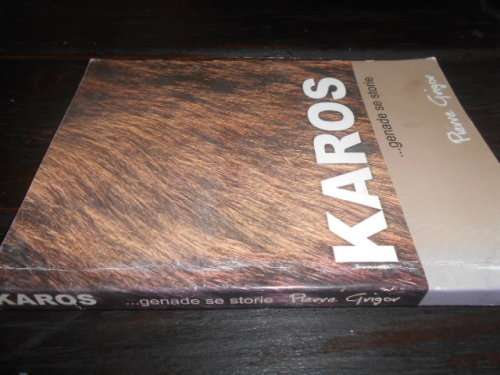 KAROS
...genade se storie
Pierre Grigor
KAROS ...genade se storie Pierre Grigor